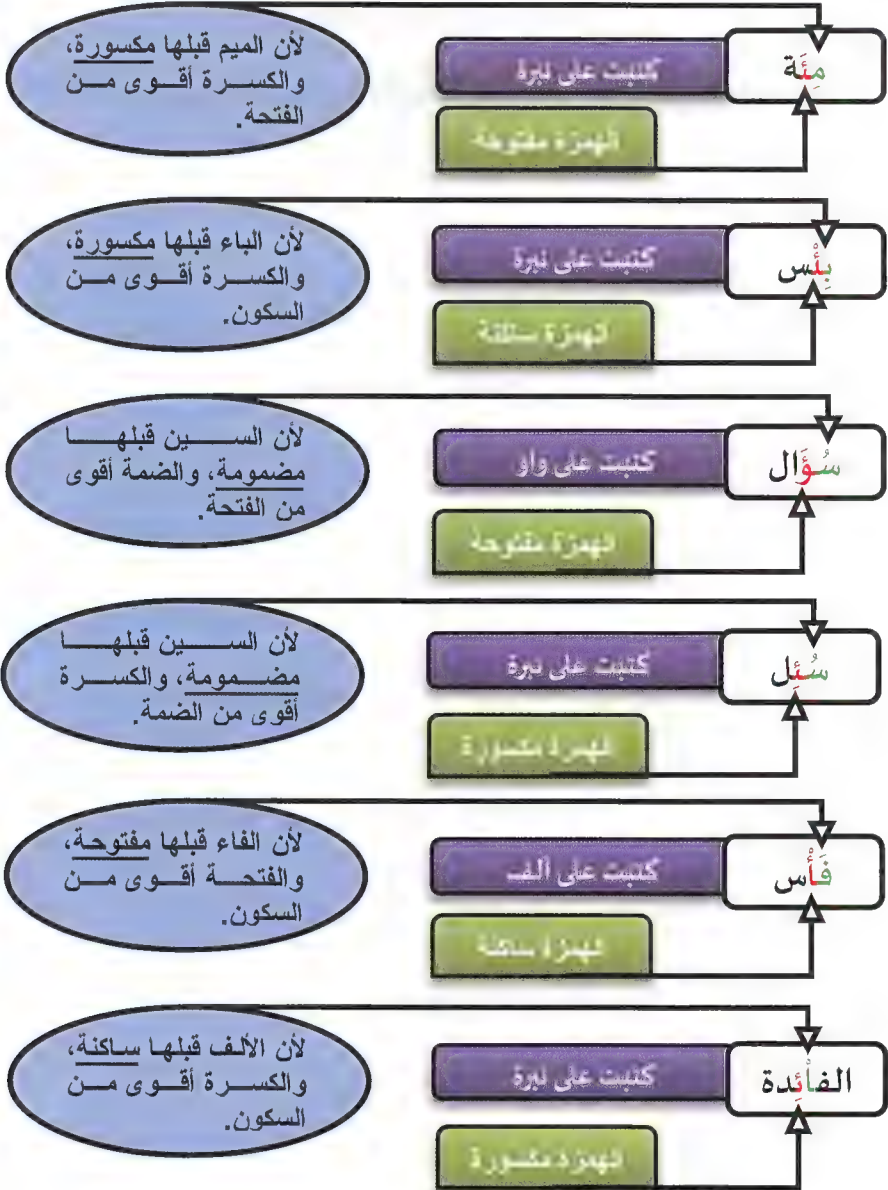 مِئَة
كتبت على نبرة
الهمزة مفتوحة
لأن الميم قبلها مكسورة،
والكسرة أقوى من
الفتحة.
بِئْس
كتبت على نبرة
الهمزة ساكنة
لأن الباء قبلها مكسورة،
والكسرة أقوى من
السكون.
سُؤَال
كتبت على واو
الهمزة مفتوحة
لأن السين قبلها
مضمومة، والضمة أقوى
من الفتحة.
سُئِل
كتبت على نبرة
الهمزة مكسورة
لأن السين قبلها
مضمومة، والكسرة
أقوى من الضمة.
فَأْس
كتبت على ألف
الهمزة ساكنة
لأن الفاء قبلها مفتوحة،
والفتحة أقوى من
السكون.
الفاْئِدة
كتبت على نبرة
الهمزة مكسورة
لأن الألف قبلها ساكنة،
والكسرة أقوى من
السكون.